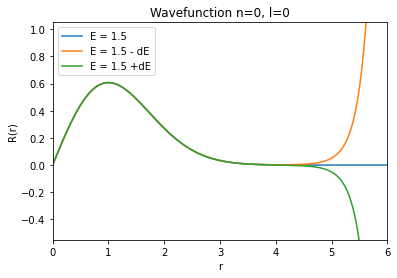 Wavefunction n=0, l=0
E = 1.5
E = 1.5 - dE
E = 1.5 +dE
R(r)
1.0
0.8
0.6
0.4
0.2
0.0
−0.2
−0.4
0 1 2 3 4 5 6
r